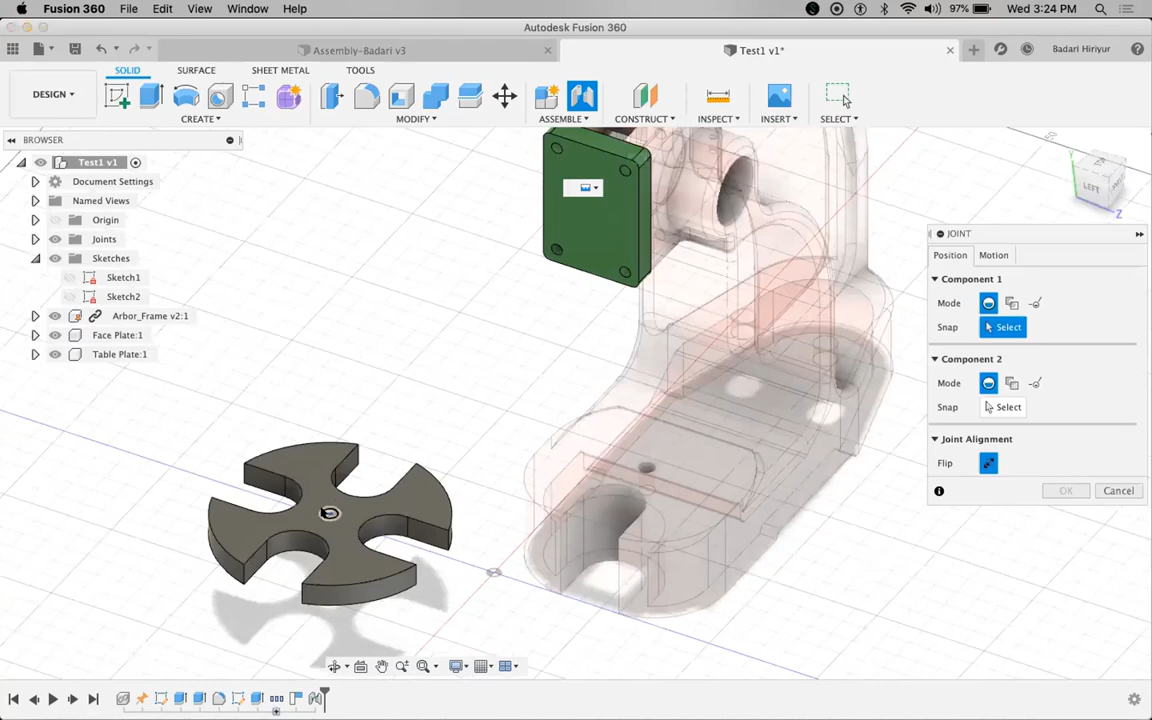 Fusion 360 File Edit View Window Help 97% Wed 3:24 PM
Autodesk Fusion 360
Assembly-Badari v3 Test1 v1* Badari Hiriyur
SOLID SURFACE SHEET METAL TOOLS
DESIGN
CREATE MODIFY ASSEMBLE CONSTRUCT INSPECT INSERT SELECT
BROWSER
Test1 v1
Document Settings
Named Views
Origin
Joints
Sketches
Sketch1
Sketch2
Arbor_Frame v2:1
Face Plate:1
Table Plate:1
Y LEFT Z
JOINT
Position Motion
Component 1
Mode
Snap Select
Component 2
Mode
Snap Select
Joint Alignment
Flip
OK Cancel